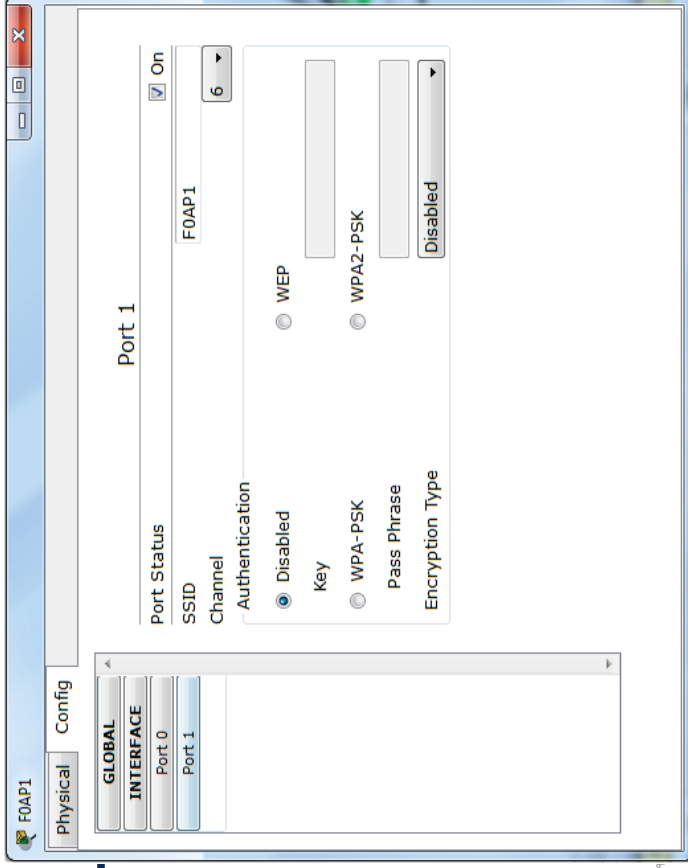 F0AP1
Physical Config
GLOBAL
INTERFACE
Port 0
Port 1
Port 1
Port Status On
SSID F0AP1
Channel 6
Authentication
Disabled WEP
Key
WPA-PSK WPA2-PSK
Pass Phrase
Encryption Type Disabled
9